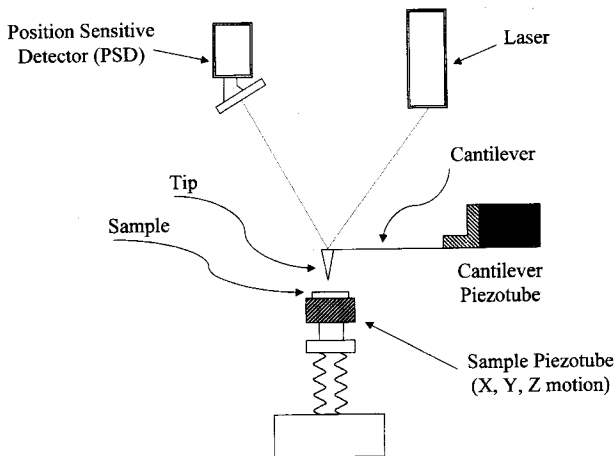 Position Sensitive
Detector (PSD)
Laser
Cantilever
Tip
Sample
Cantilever
Piezotube
Sample Piezotube
(X, Y, Z motion)